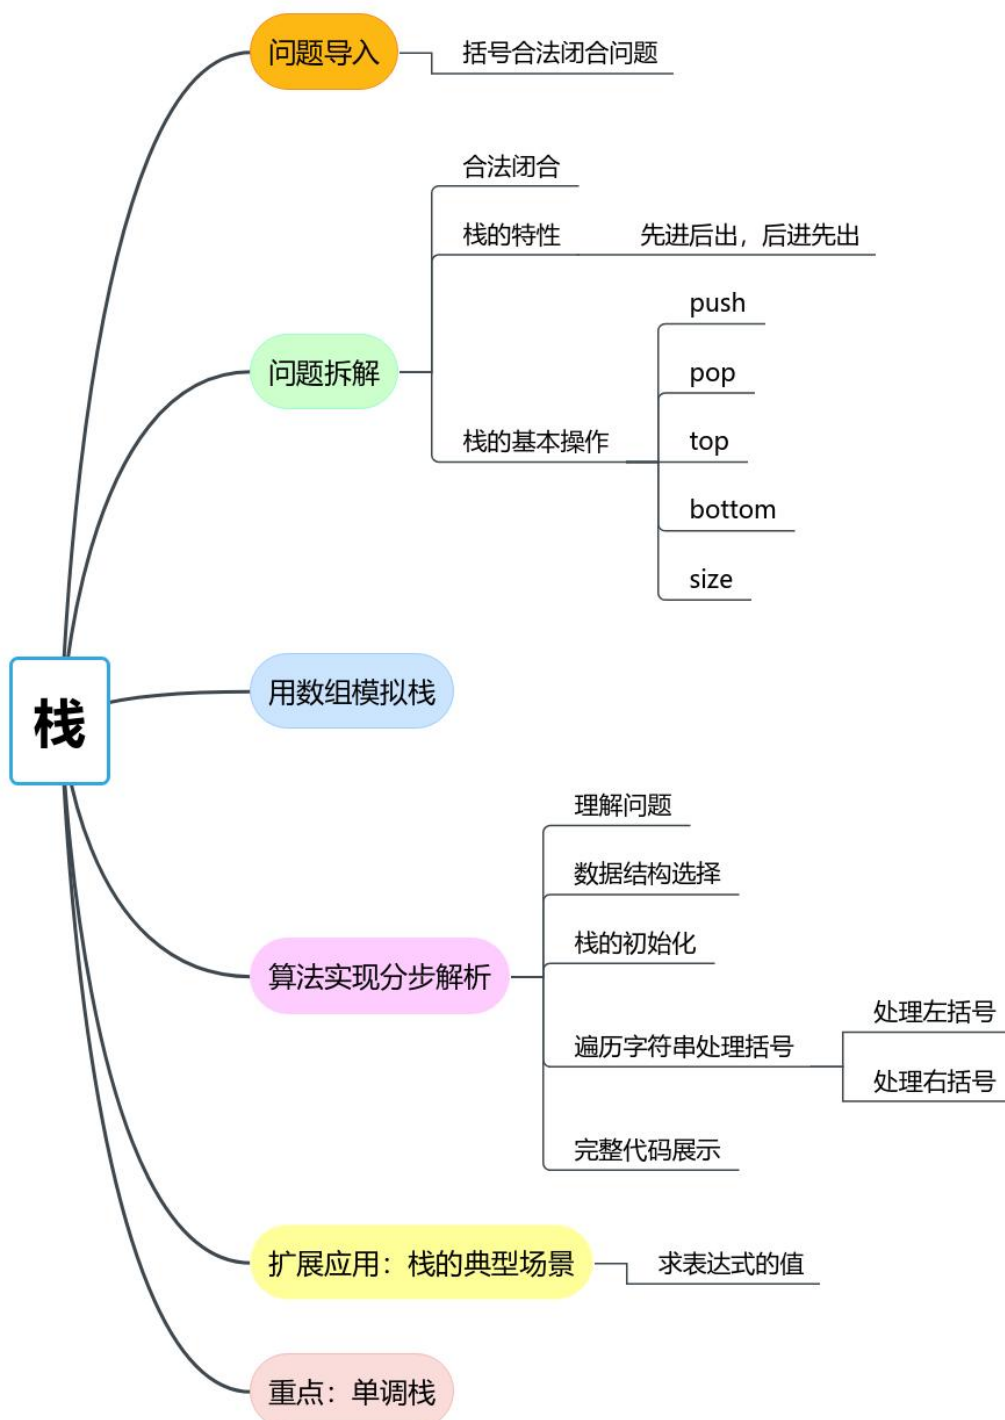 栈
问题导入
括号合法闭合问题
问题拆解
合法闭合
栈的特性
先进后出，后进先出
栈的基本操作
push
pop
top
bottom
size
用数组模拟栈
算法实现分步解析
理解问题
数据结构选择
栈的初始化
遍历字符串处理括号
处理左括号
处理右括号
完整代码展示
扩展应用：栈的典型场景
求表达式的值
重点：单调栈